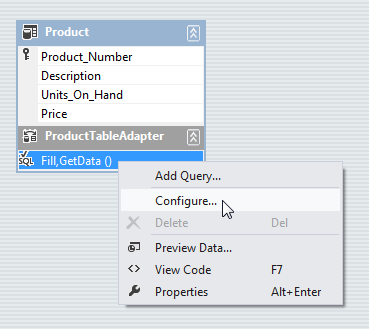 Product
Product_Number
Description
Units_On_Hand
Price
ProductTableAdapter
SQL Fill,GetData ()
Add Query...
Configure...
Delete Del
Preview Data...
View Code F7
Properties Alt+Enter